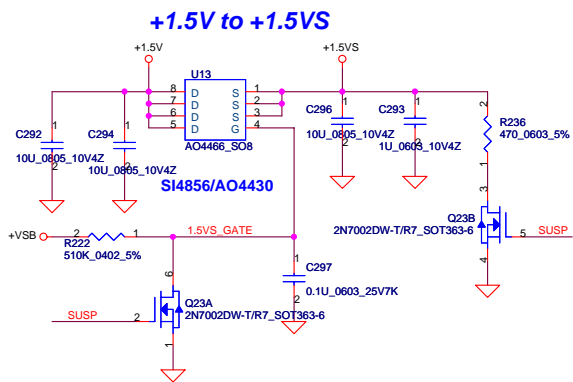 +1.5V to +1.5VS
+1.5V
+1.5VS
U13
8 D S 1
7 D S 2
6 D S 3
5 D G 4
AO4466_SO8
SI4856/AO4430
C292
1
2
10U_0805_10V4Z
C294
1
2
10U_0805_10V4Z
C296
1
2
10U_0805_10V4Z
C293
1
2
1U_0603_10V4Z
2
R236
470_0603_5%
1
3
Q23B
2N7002DW-T/R7_SOT363-6
5
SUSP
4
+VSB
2
1
R222
510K_0402_5%
1.5VS_GATE
1
C297
0.1U_0603_25V7K
2
6
Q23A
2N7002DW-T/R7_SOT363-6
SUSP
2
1